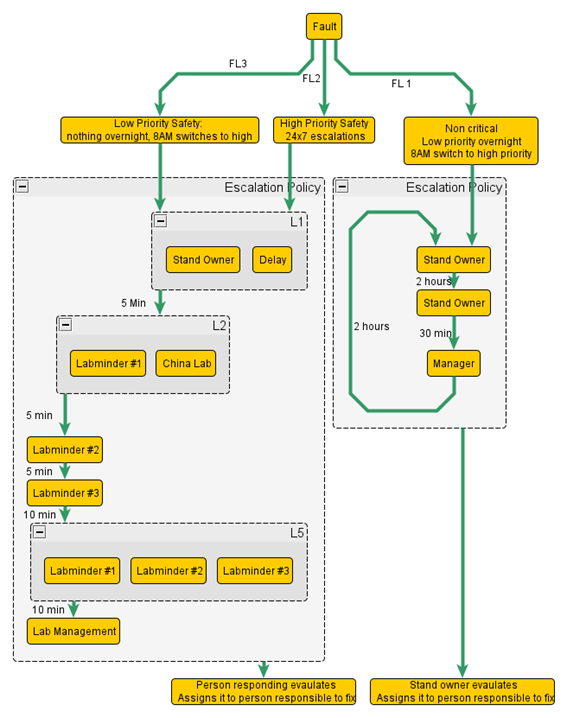 Fault
FL3
FL2
FL 1
Low Priority Safety:
nothing overnight, 8AM switches to high
High Priority Safety
24x7 escalations
Non critical
Low priority overnight
8AM switch to high priority
Escalation Policy
L1
Stand Owner
Delay
5 Min
L2
Labminder #1
China Lab
5 min
Labminder #2
5 min
Labminder #3
10 min
L5
Labminder #1
Labminder #2
Labminder #3
10 min
Lab Management
Person responding evaulates
Assigns it to person responsible to fix
Escalation Policy
Stand Owner
2 hours
Stand Owner
30 min
Manager
2 hours
Stand owner evaulates
Assigns it to person responsible to fix